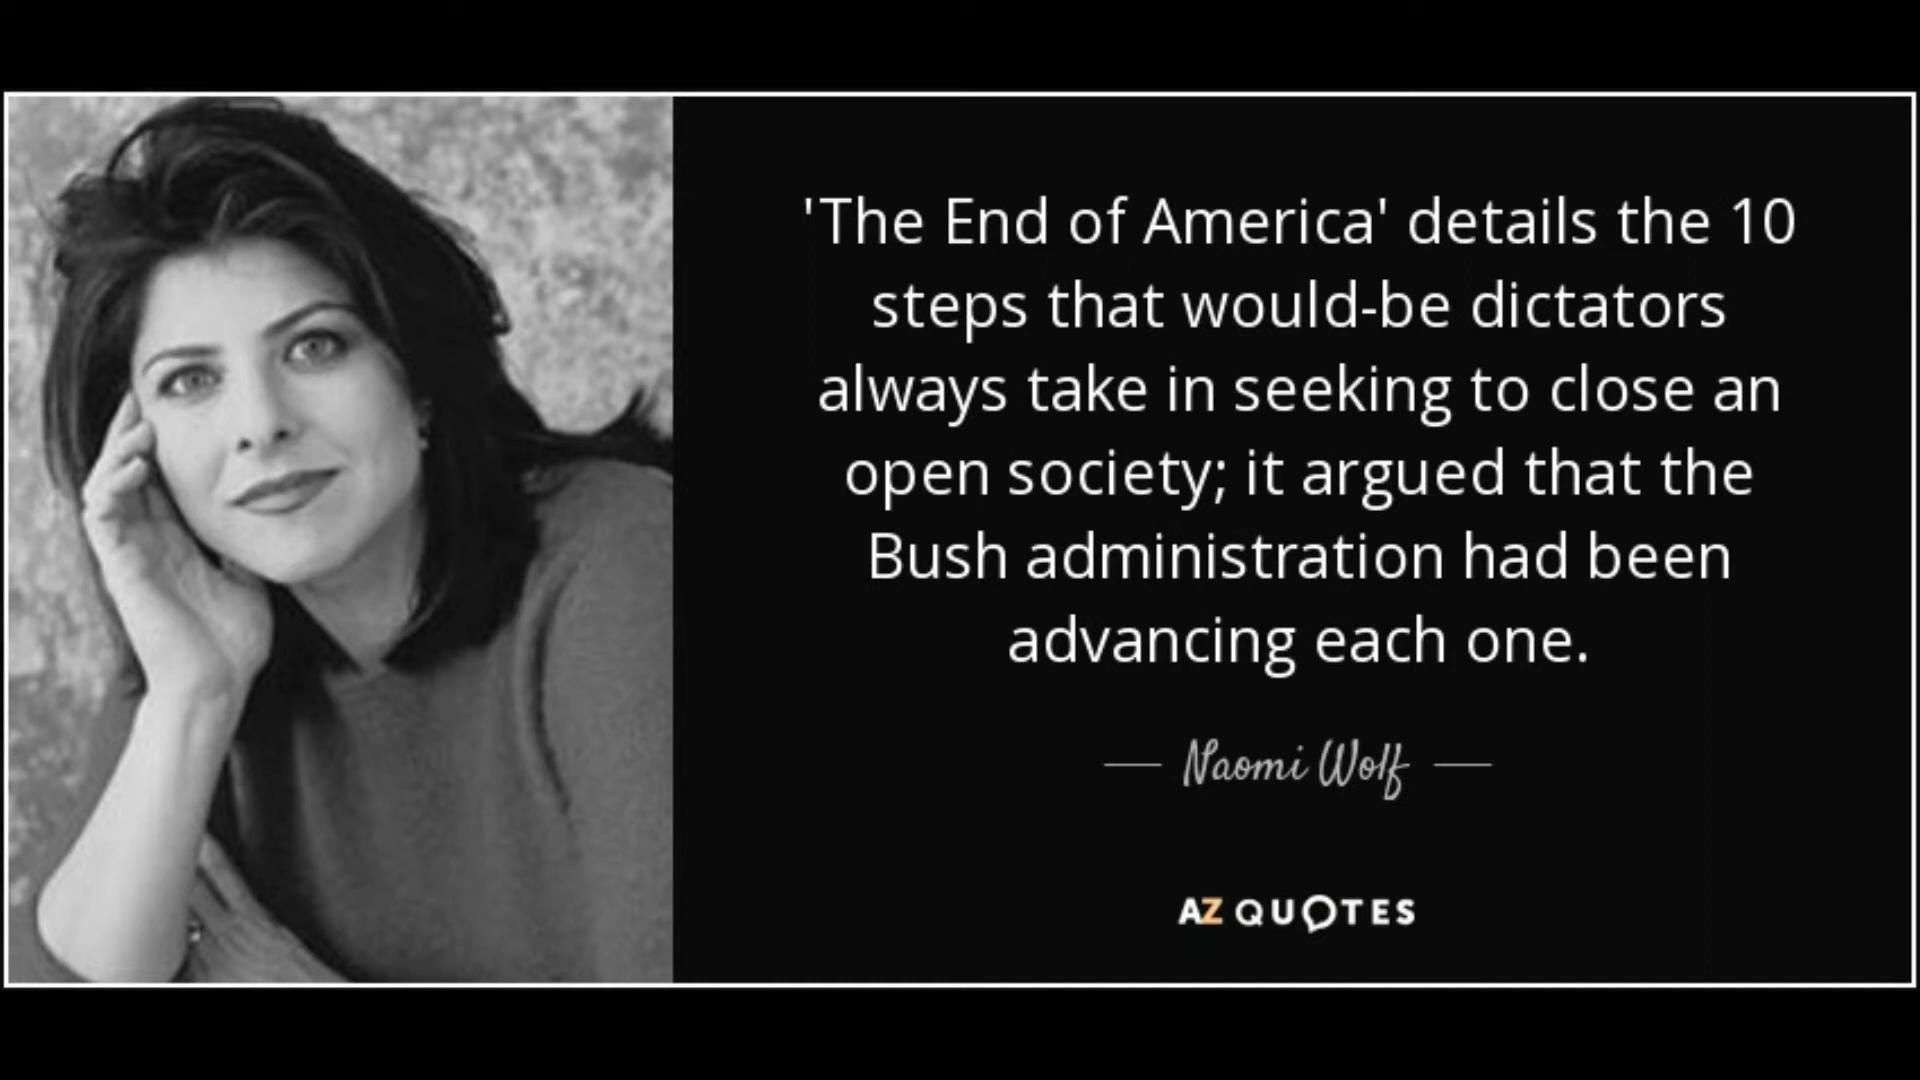 'The End of America' details the 10
steps that would-be dictators
always take in seeking to close an
open society; it argued that the
Bush administration had been
advancing each one.
Naomi Wolf
AZ QUOTES